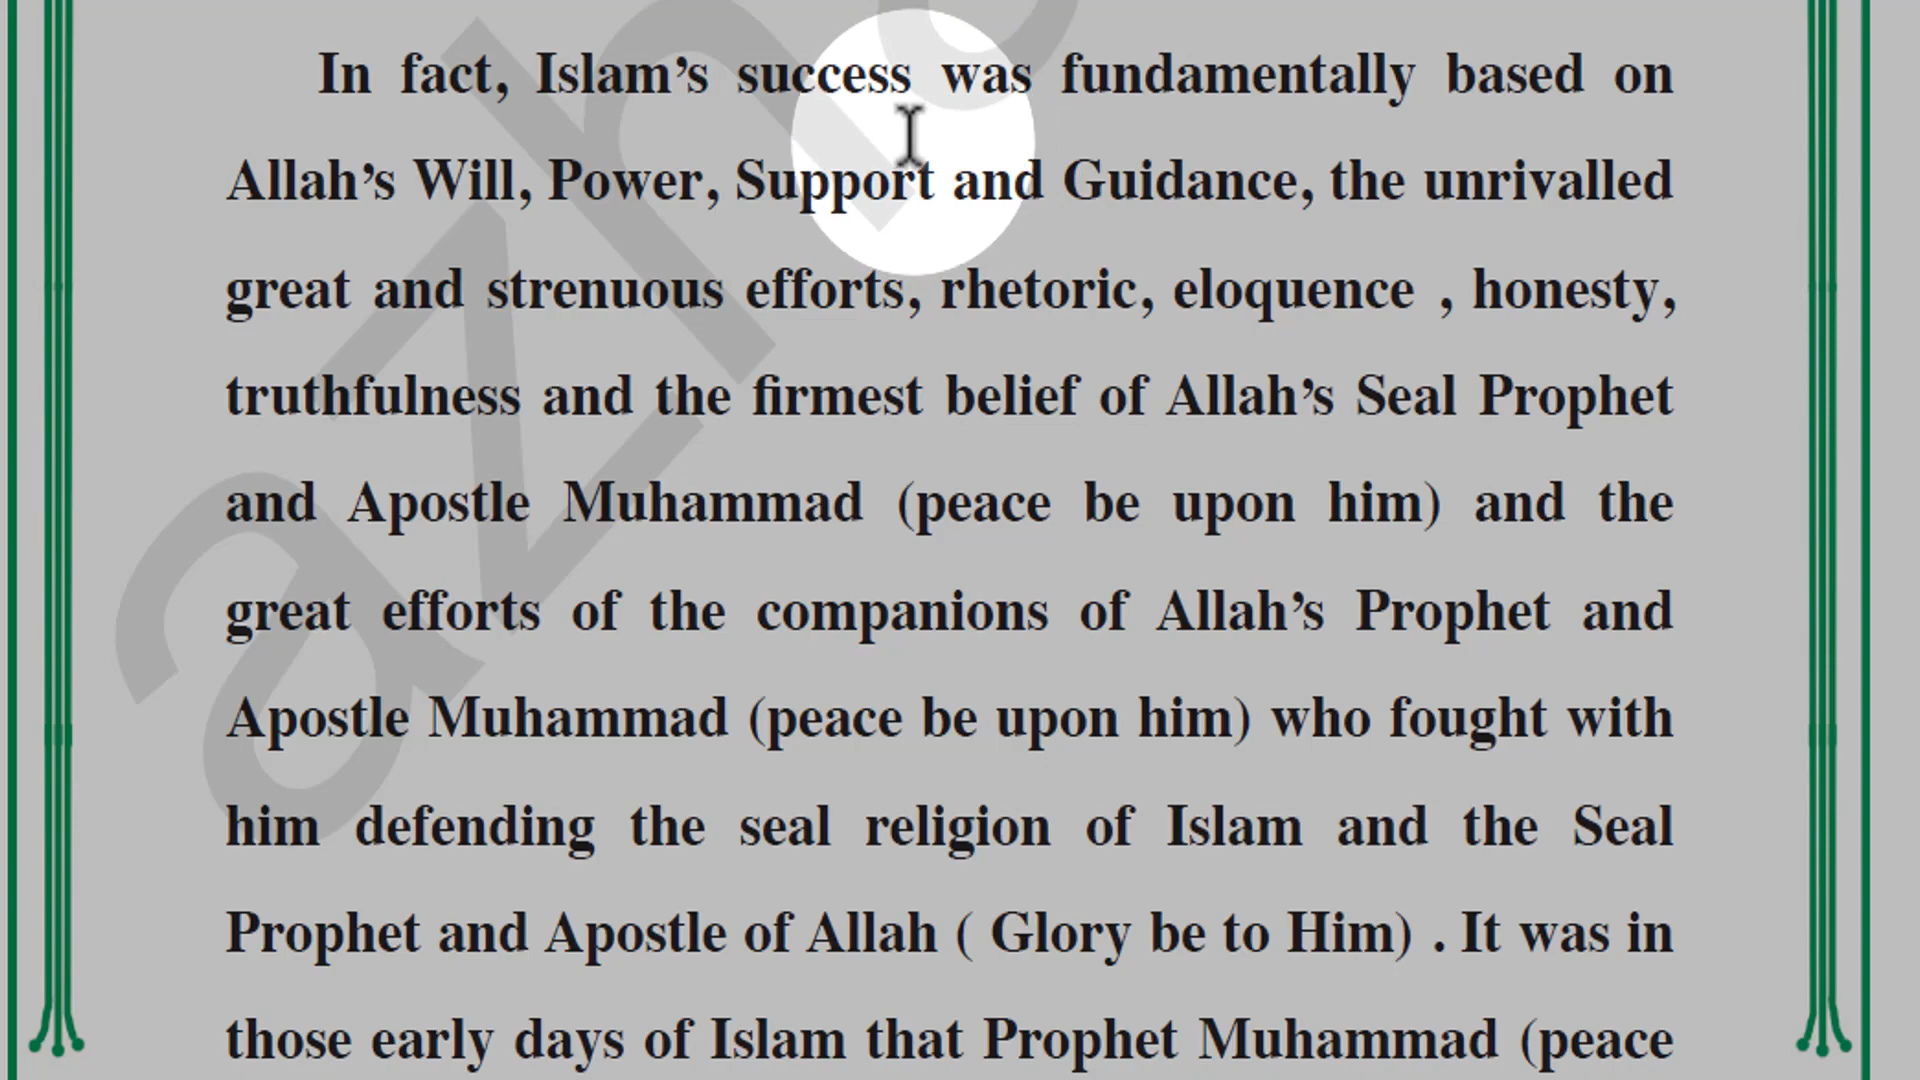 In fact, Islam’s success was fundamentally based on
Allah’s Will, Power, Support and Guidance, the unrivalled
great and strenuous efforts, rhetoric, eloquence , honesty,
truthfulness and the firmest belief of Allah’s Seal Prophet
and Apostle Muhammad (peace be upon him) and the
great efforts of the companions of Allah’s Prophet and
Apostle Muhammad (peace be upon him) who fought with
him defending the seal religion of Islam and the Seal
Prophet and Apostle of Allah ( Glory be to Him) . It was in
those early days of Islam that Prophet Muhammad (peace